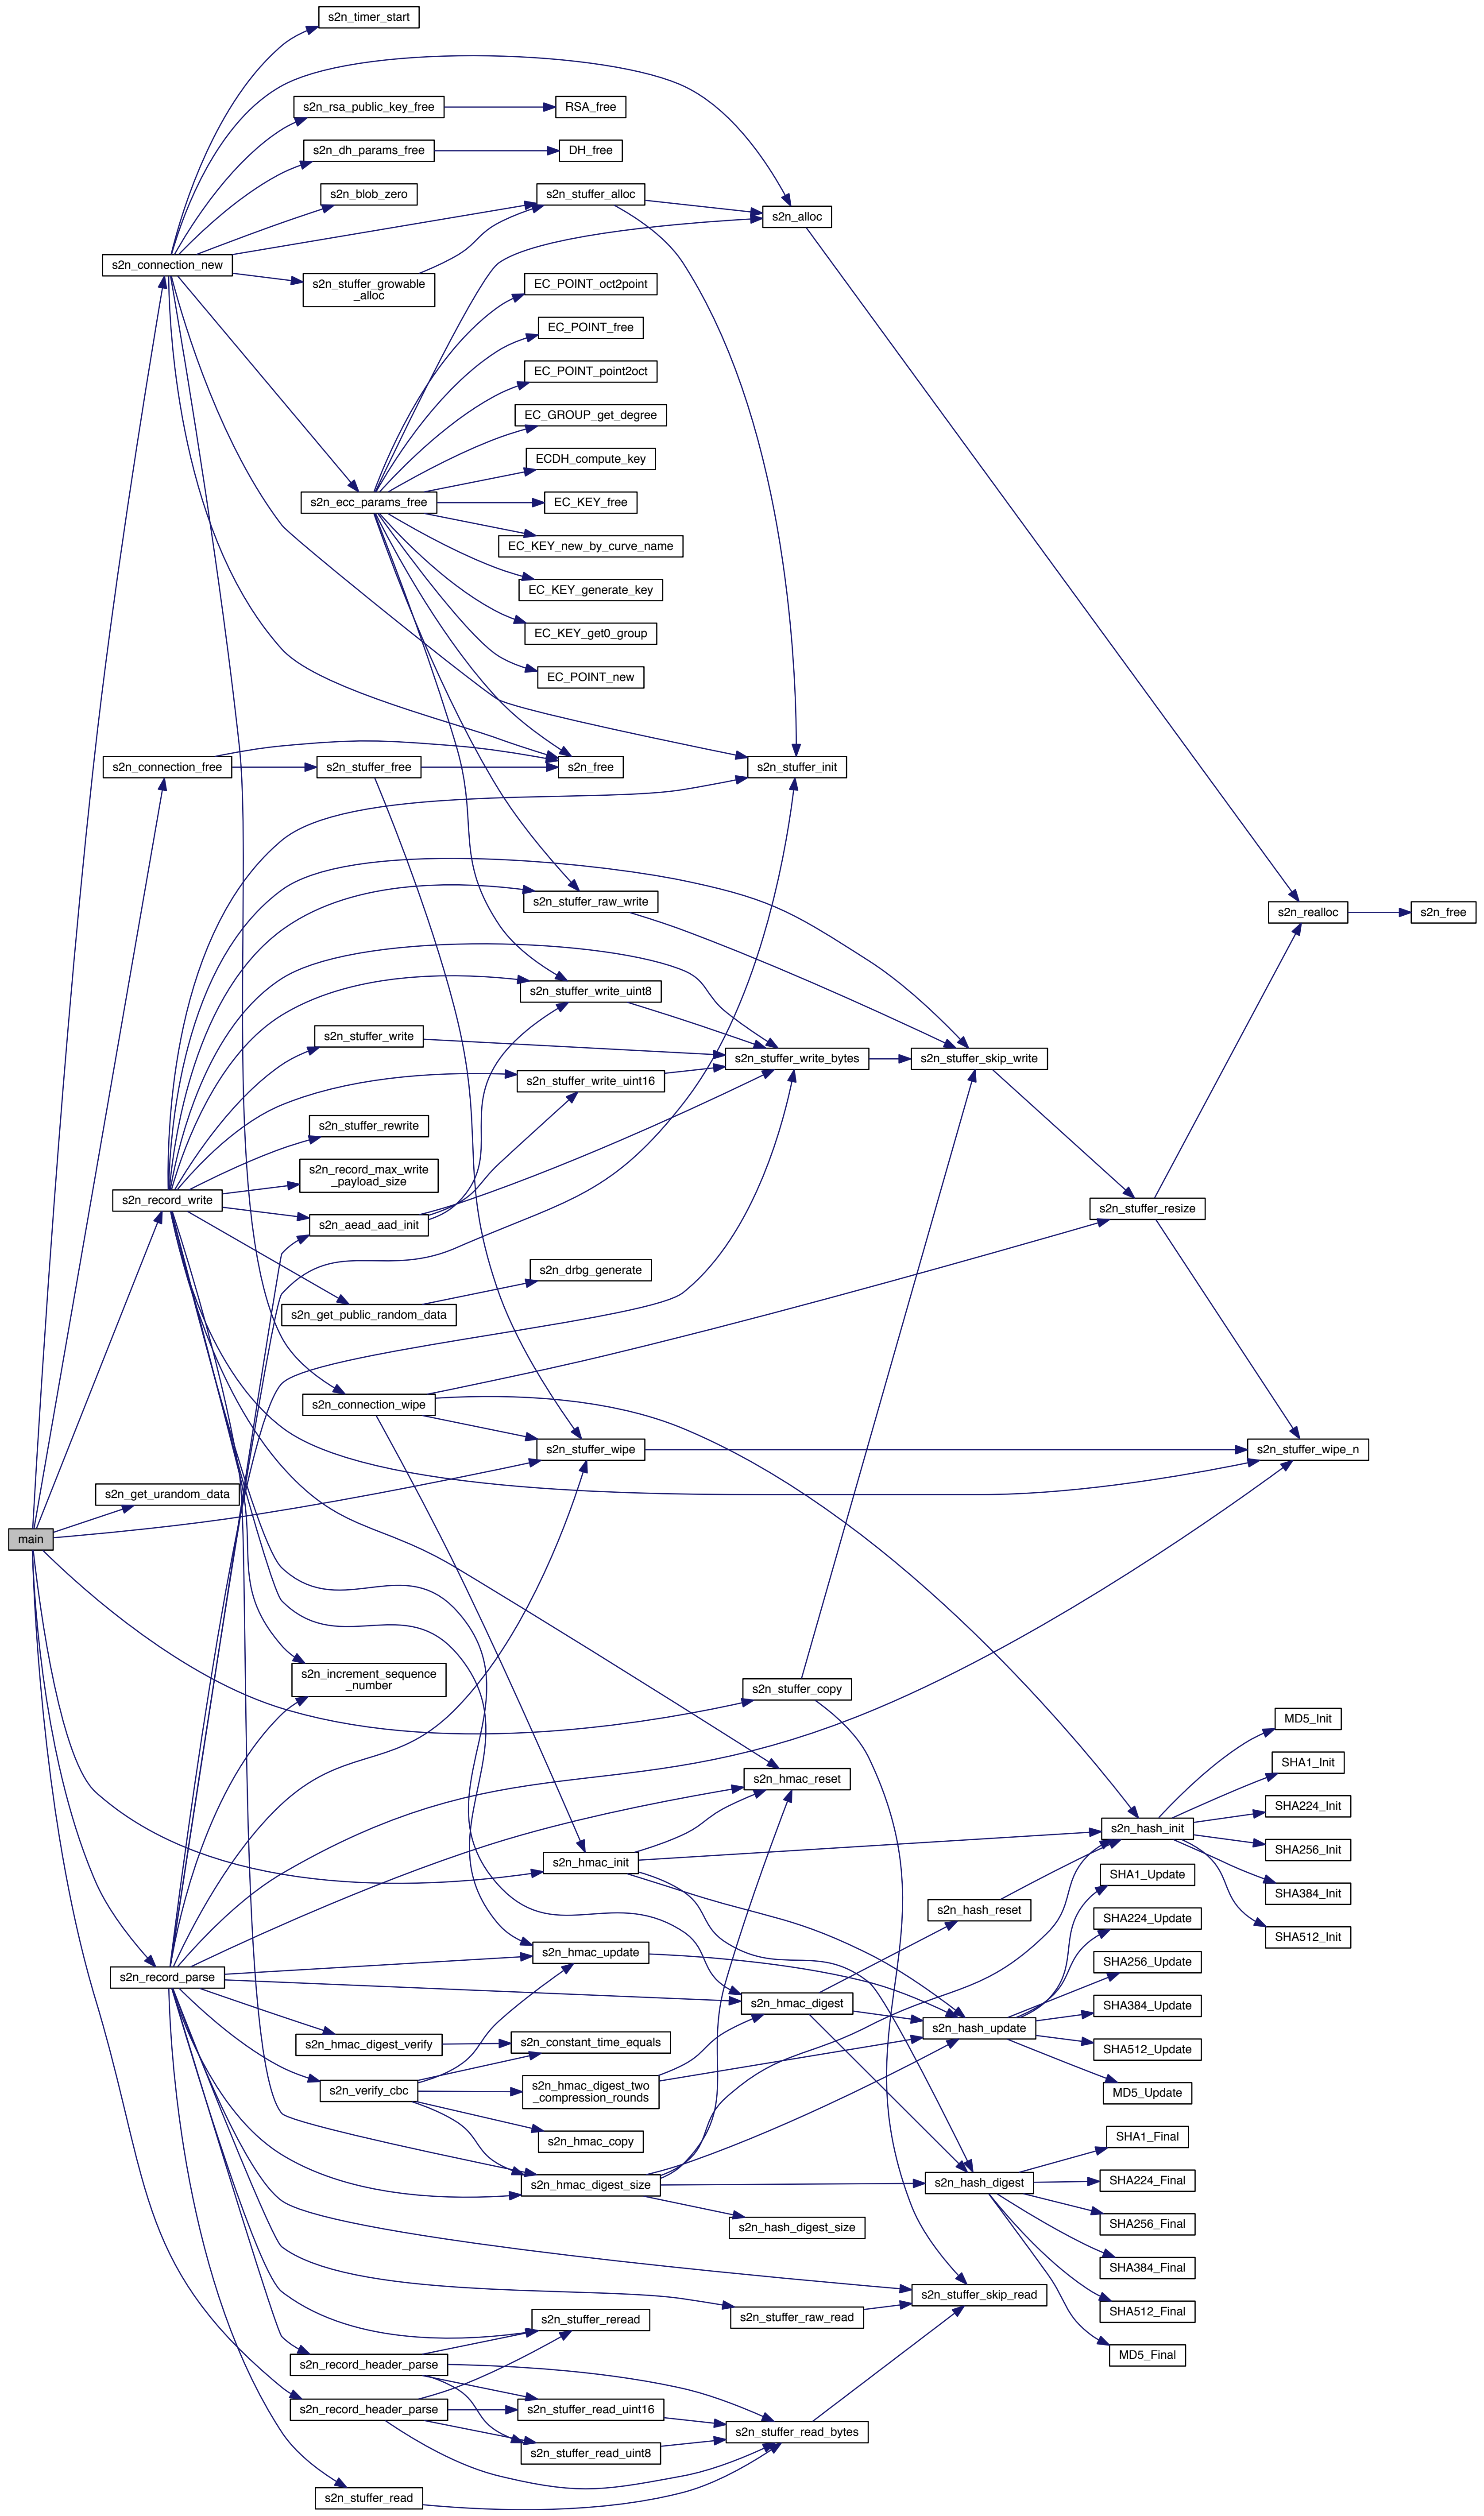 s2n_timer_start
s2n_rsa_public_key_free
RSA_free
s2n_dh_params_free
DH_free
s2n_blob_zero
s2n_stuffer_alloc
s2n_alloc
s2n_connection_new
s2n_stuffer_growable
_alloc
EC_POINT_oct2point
EC_POINT_free
EC_POINT_point2oct
EC_GROUP_get_degree
ECDH_compute_key
s2n_ecc_params_free
EC_KEY_free
EC_KEY_new_by_curve_name
EC_KEY_generate_key
EC_KEY_get0_group
EC_POINT_new
s2n_connection_free
s2n_stuffer_free
s2n_free
s2n_stuffer_init
s2n_stuffer_raw_write
s2n_realloc
s2n_free
s2n_stuffer_write_uint8
s2n_stuffer_write
s2n_stuffer_write_bytes
s2n_stuffer_skip_write
s2n_stuffer_write_uint16
s2n_stuffer_rewrite
s2n_record_max_write
_payload_size
s2n_record_write
s2n_stuffer_resize
s2n_aead_aad_init
s2n_drbg_generate
s2n_get_public_random_data
s2n_connection_wipe
s2n_stuffer_wipe
s2n_stuffer_wipe_n
s2n_get_urandom_data
main
s2n_increment_sequence
_number
s2n_stuffer_copy
MD5_Init
SHA1_Init
s2n_hmac_reset
SHA224_Init
s2n_hash_init
SHA256_Init
s2n_hmac_init
SHA1_Update
SHA384_Init
s2n_hash_reset
SHA224_Update
SHA512_Init
s2n_hmac_update
SHA256_Update
s2n_record_parse
s2n_hmac_digest
SHA384_Update
s2n_hash_update
s2n_hmac_digest_verify
s2n_constant_time_equals
SHA512_Update
s2n_verify_cbc
s2n_hmac_digest_two
_compression_rounds
MD5_Update
s2n_hmac_copy
SHA1_Final
s2n_hmac_digest_size
s2n_hash_digest
SHA224_Final
s2n_hash_digest_size
SHA256_Final
SHA384_Final
s2n_stuffer_skip_read
SHA512_Final
s2n_stuffer_reread
s2n_stuffer_raw_read
MD5_Final
s2n_record_header_parse
s2n_record_header_parse
s2n_stuffer_read_uint16
s2n_stuffer_read_bytes
s2n_stuffer_read_uint8
s2n_stuffer_read